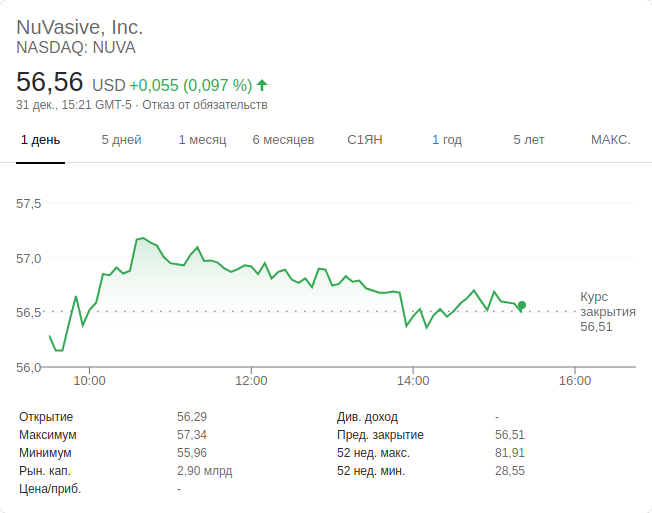 NuVasive, Inc.
NASDAQ: NUVA
56,56 USD +0,055 (0,097 %)
31 дек., 15:21 GMT-5 · Отказ от обязательств
1 день 5 дней 1 месяц 6 месяцев С1ЯН 1 год 5 лет МАКС.
57,5
57,0
56,5
56,0
Курс
закрытия
56,51
10:00 12:00 14:00 16:00
Открытие 56,29 Див. доход -
Максимум 57,34 Пред. закрытие 56,51
Минимум 55,96 52 нед. макс. 81,91
Рын. кап. 2,90 млрд 52 нед. мин. 28,55
Цена/приб. -